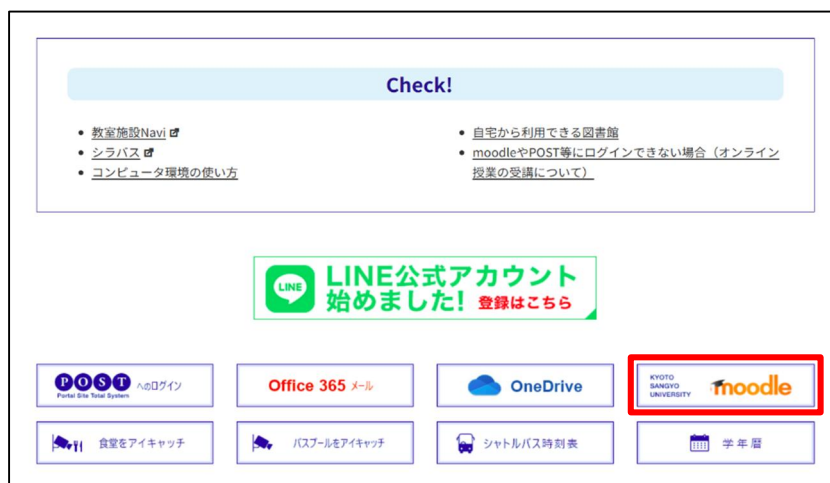 Check!
教室施設Navi
シラバス
コンピュータ環境の使い方
自宅から利用できる図書館
moodleやPOST等にログインできない場合（オンライン
授業の受講について）
LINE
LINE公式アカウント
始めました! 登録はこちら
POST へのログイン
Portal Site Total System
Office 365 メール
OneDrive
KYOTO
SANGYO
UNIVERSITY
moodle
食堂をアイキャッチ
バスプールをアイキャッチ
シャトルバス時刻表
学年暦